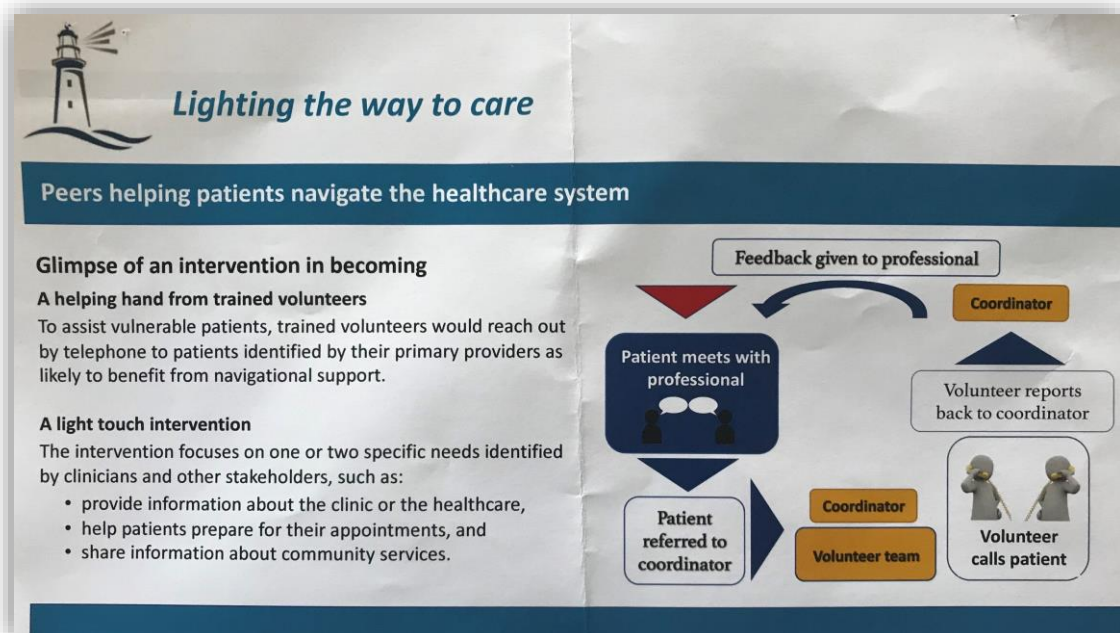 Lighting the way to care
Peers helping patients navigate the healthcare system
Glimpse of an intervention in becoming
A helping hand from trained volunteers
To assist vulnerable patients, trained volunteers would reach out
by telephone to patients identified by their primary providers as
likely to benefit from navigational support.
A light touch intervention
The intervention focuses on one or two specific needs identified
by clinicians and other stakeholders, such as:
• provide information about the clinic or the healthcare,
• help patients prepare for their appointments, and
• share information about community services.
Feedback given to professional
Patient meets with
professional
Patient
referred to
coordinator
Coordinator
Volunteer team
Volunteer
calls patient
Volunteer reports
back to coordinator
Coordinator